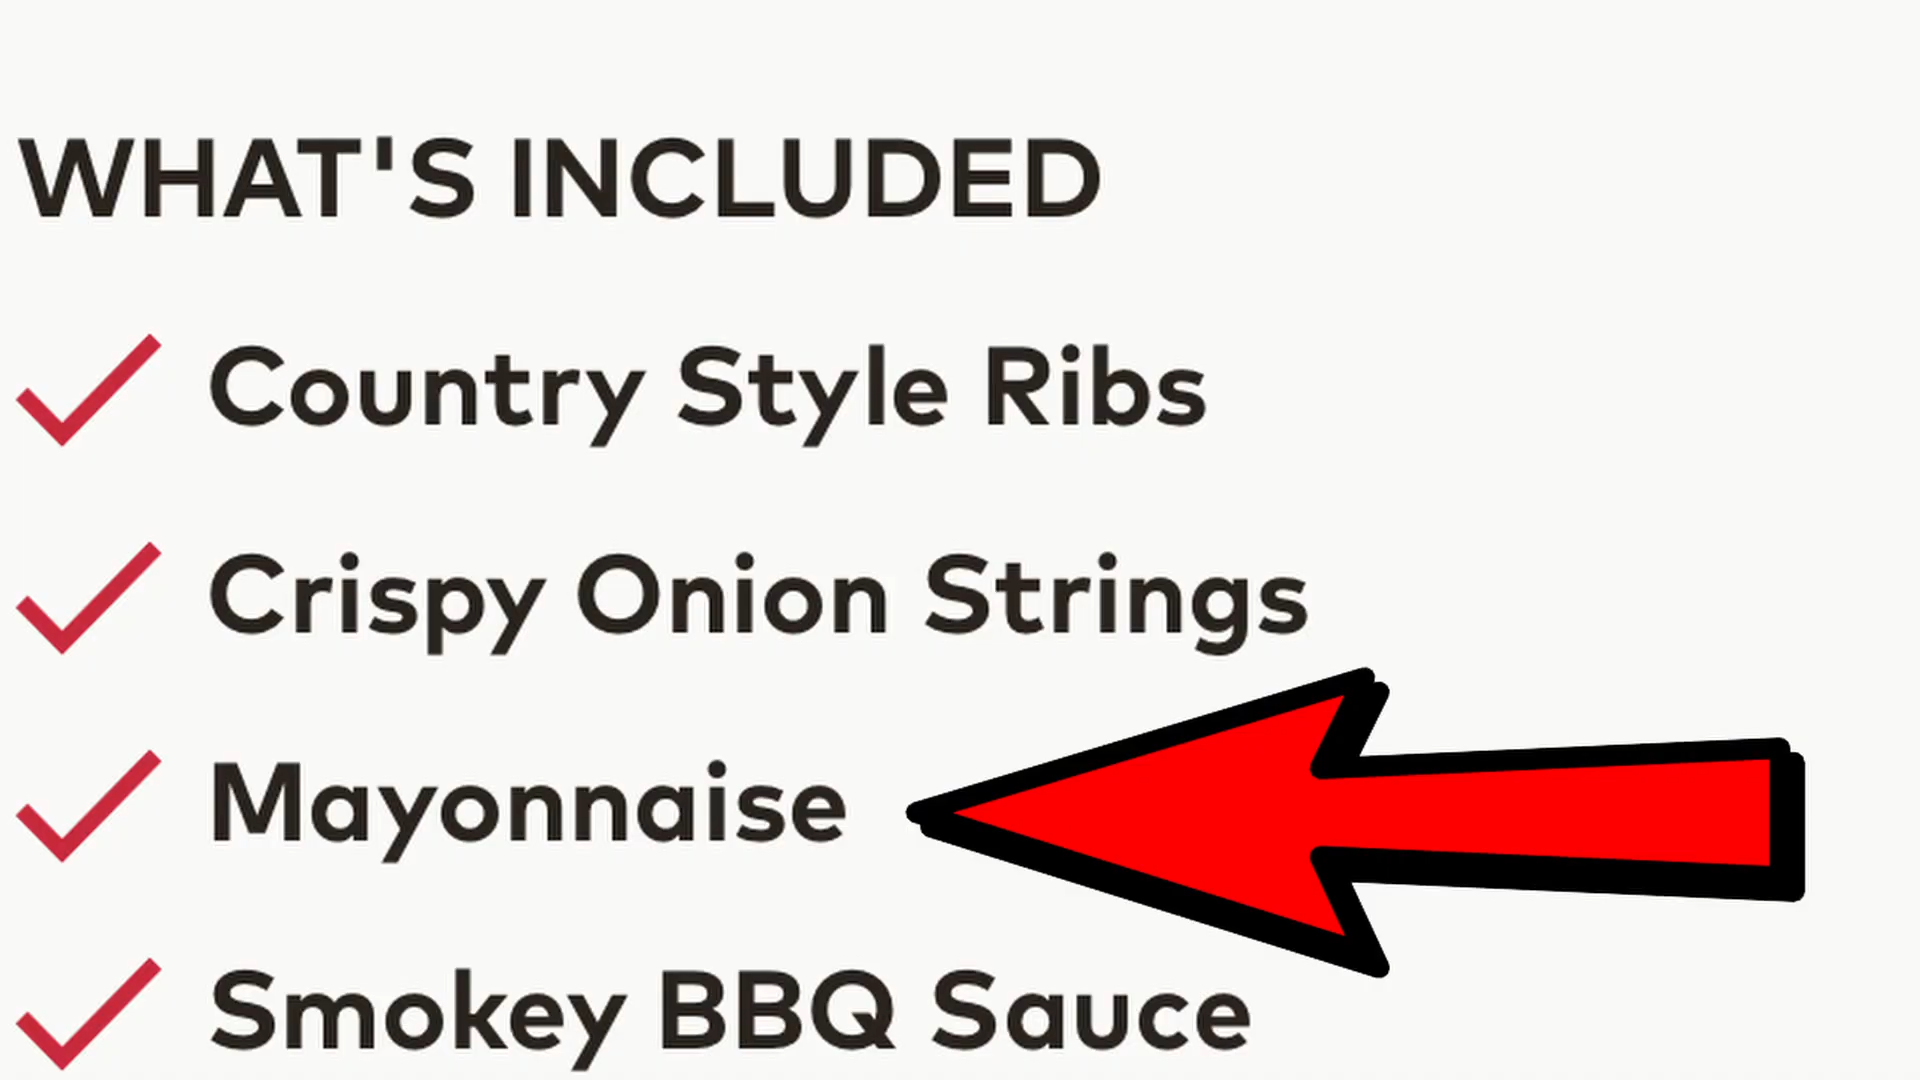 WHAT'S INCLUDED
Country Style Ribs
Crispy Onion Strings
Mayonnaise
Smokey BBQ Sauce